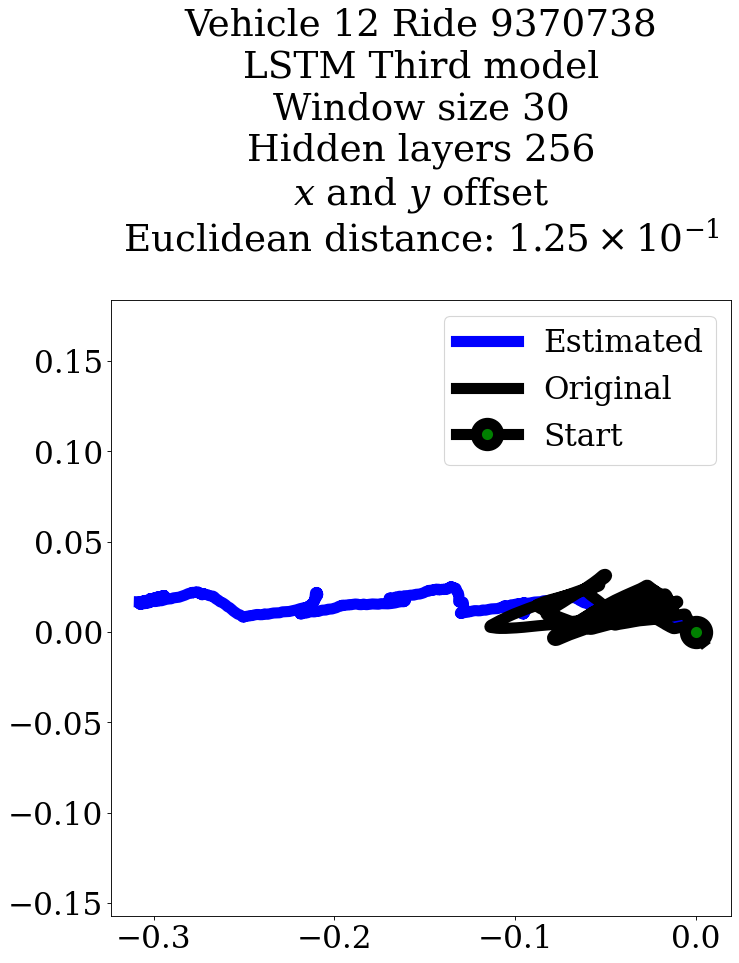 Vehicle 12 Ride 9370738
LSTM Third model
Window size 30
Hidden layers 256
x and y offset
Euclidean distance: 1.25 × 10⁻¹
Estimated
Original
Start
0.15
0.10
0.05
0.00
−0.05
−0.10
−0.15
−0.3 −0.2 −0.1 0.0